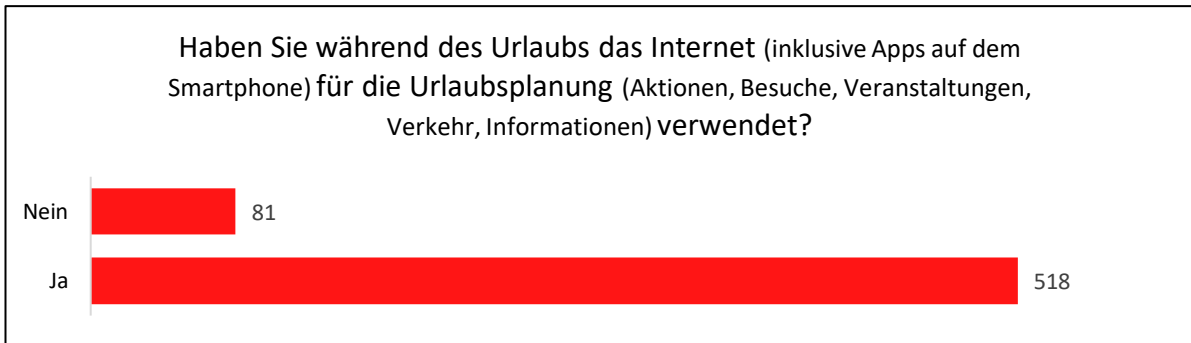 Haben Sie während des Urlaubs das Internet (inklusive Apps auf dem
Smartphone) für die Urlaubsplanung (Aktionen, Besuche, Veranstaltungen,
Verkehr, Informationen) verwendet?
Nein 81
Ja 518